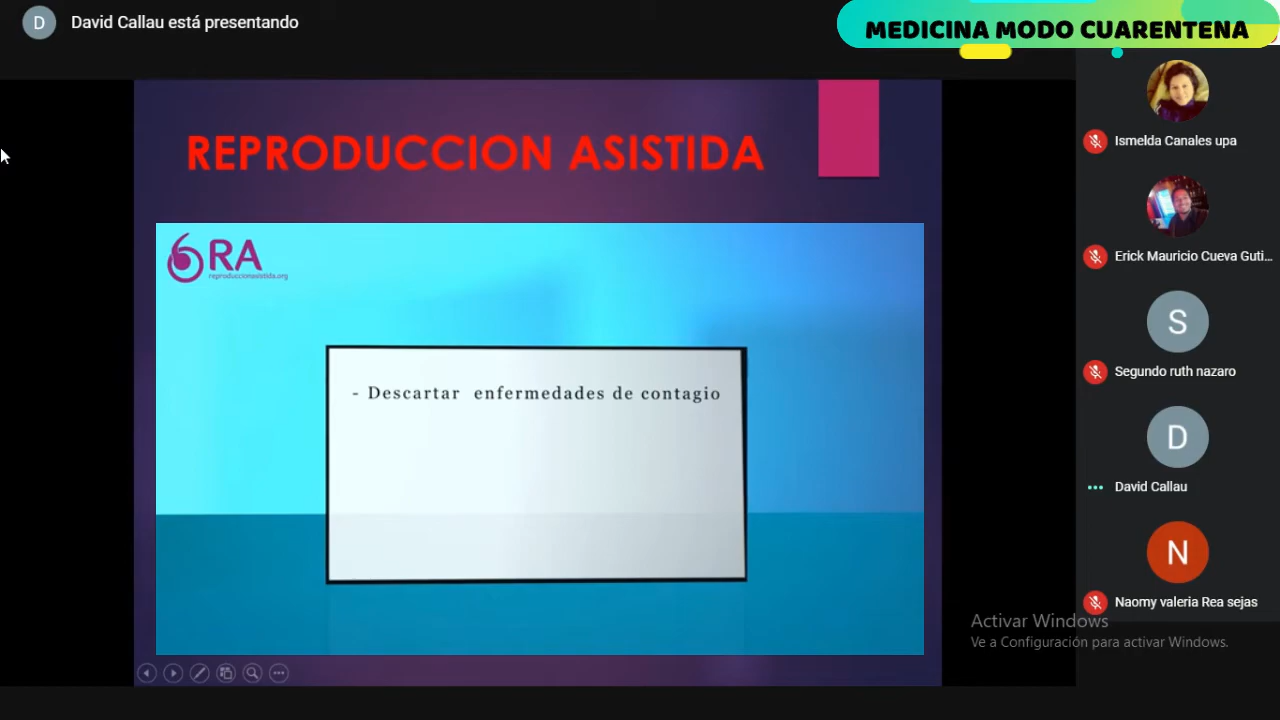 D
David Callau está presentando
MEDICINA MODO CUARENTENA
REPRODUCCION ASISTIDA
RA
reproduccionasistida.org
- Descartar enfermedades de contagio
Ismelda Canales upa
Erick Mauricio Cueva Guti...
S
Segundo ruth nazaro
D
David Callau
N
Naomy valeria Rea sejas
Activar Windows
Ve a Configuración para activar Windows.